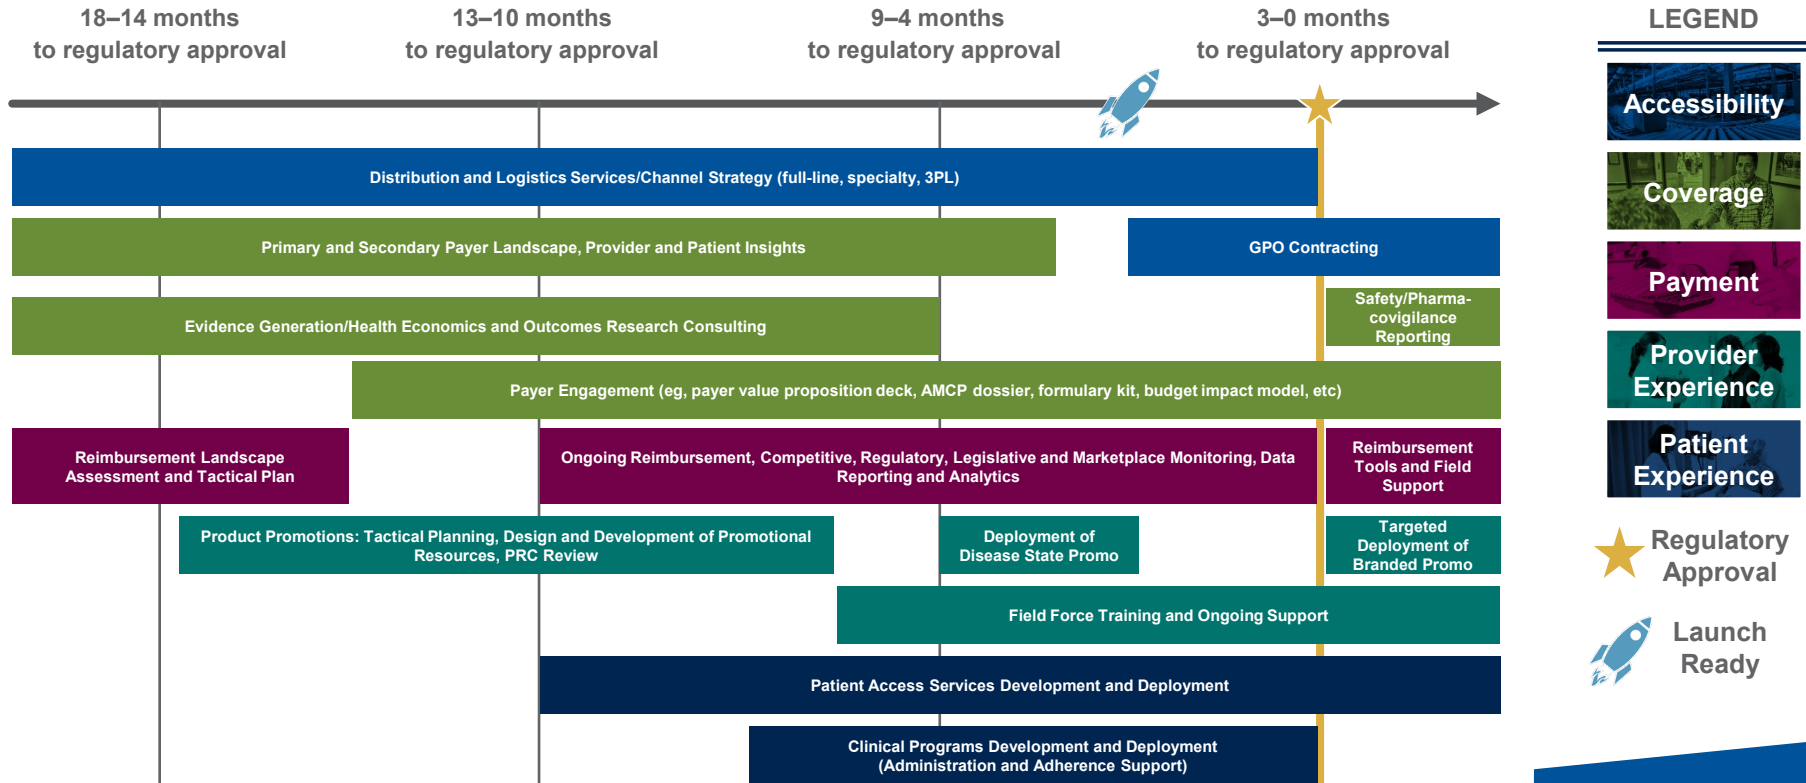 18–14 months
to regulatory approval
13–10 months
to regulatory approval
9–4 months
to regulatory approval
3–0 months
to regulatory approval
Distribution and Logistics Services/Channel Strategy (full-line, specialty, 3PL)
Primary and Secondary Payer Landscape, Provider and Patient Insights
GPO Contracting
Evidence Generation/Health Economics and Outcomes Research Consulting
Safety/Pharma-
covigilance
Reporting
Payer Engagement (eg, payer value proposition deck, AMCP dossier, formulary kit, budget impact model, etc)
Reimbursement Landscape
Assessment and Tactical Plan
Ongoing Reimbursement, Competitive, Regulatory, Legislative and Marketplace Monitoring, Data
Reporting and Analytics
Reimbursement
Tools and Field
Support
Product Promotions: Tactical Planning, Design and Development of Promotional
Resources, PRC Review
Deployment of
Disease State Promo
Targeted
Deployment of
Branded Promo
Field Force Training and Ongoing Support
Patient Access Services Development and Deployment
Clinical Programs Development and Deployment
(Administration and Adherence Support)
LEGEND
Accessibility
Coverage
Payment
Provider
Experience
Patient
Experience
Regulatory
Approval
Launch
Ready